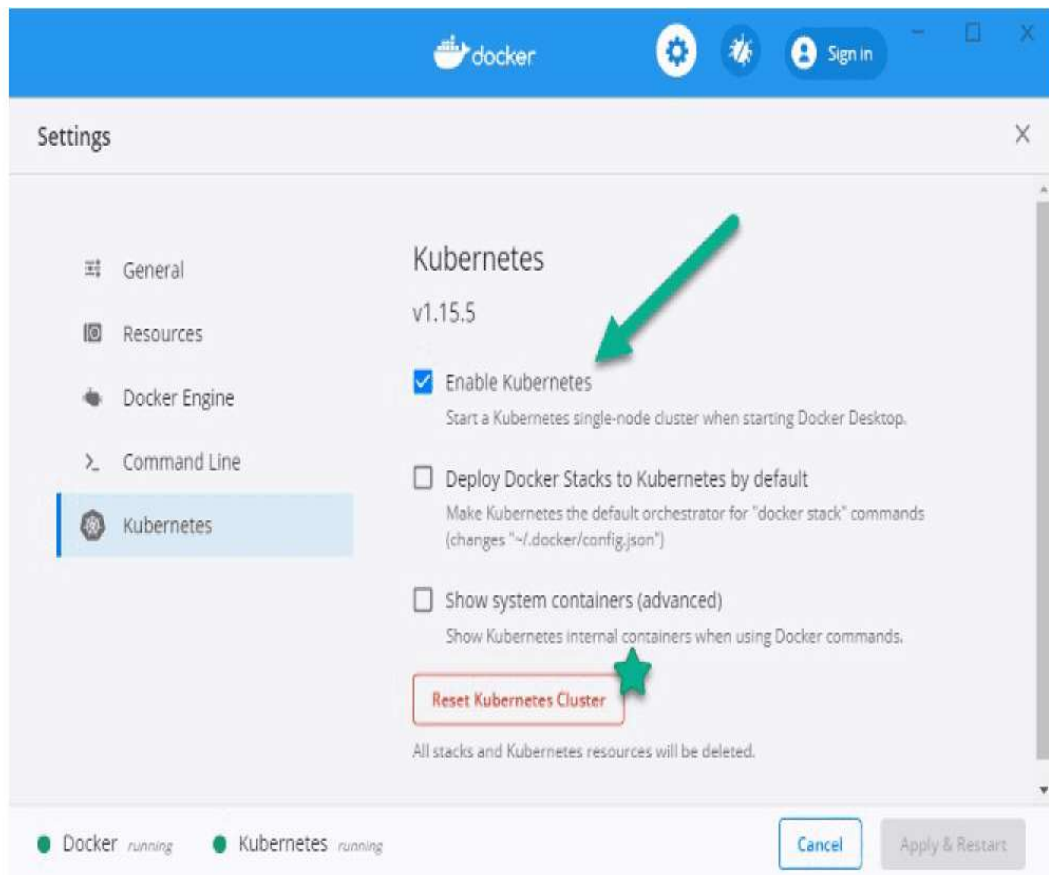 docker
Sign in
Settings
General
Resources
Docker Engine
Command Line
Kubernetes
Kubernetes
v1.15.5
Enable Kubernetes
Start a Kubernetes single-node cluster when starting Docker Desktop.
Deploy Docker Stacks to Kubernetes by default
Make Kubernetes the default orchestrator for "docker stack" commands
(changes "~/.docker/config.json")
Show system containers (advanced)
Show Kubernetes internal containers when using Docker commands.
Reset Kubernetes Cluster
All stacks and Kubernetes resources will be deleted.
Docker running
Kubernetes running
Cancel
Apply & Restart